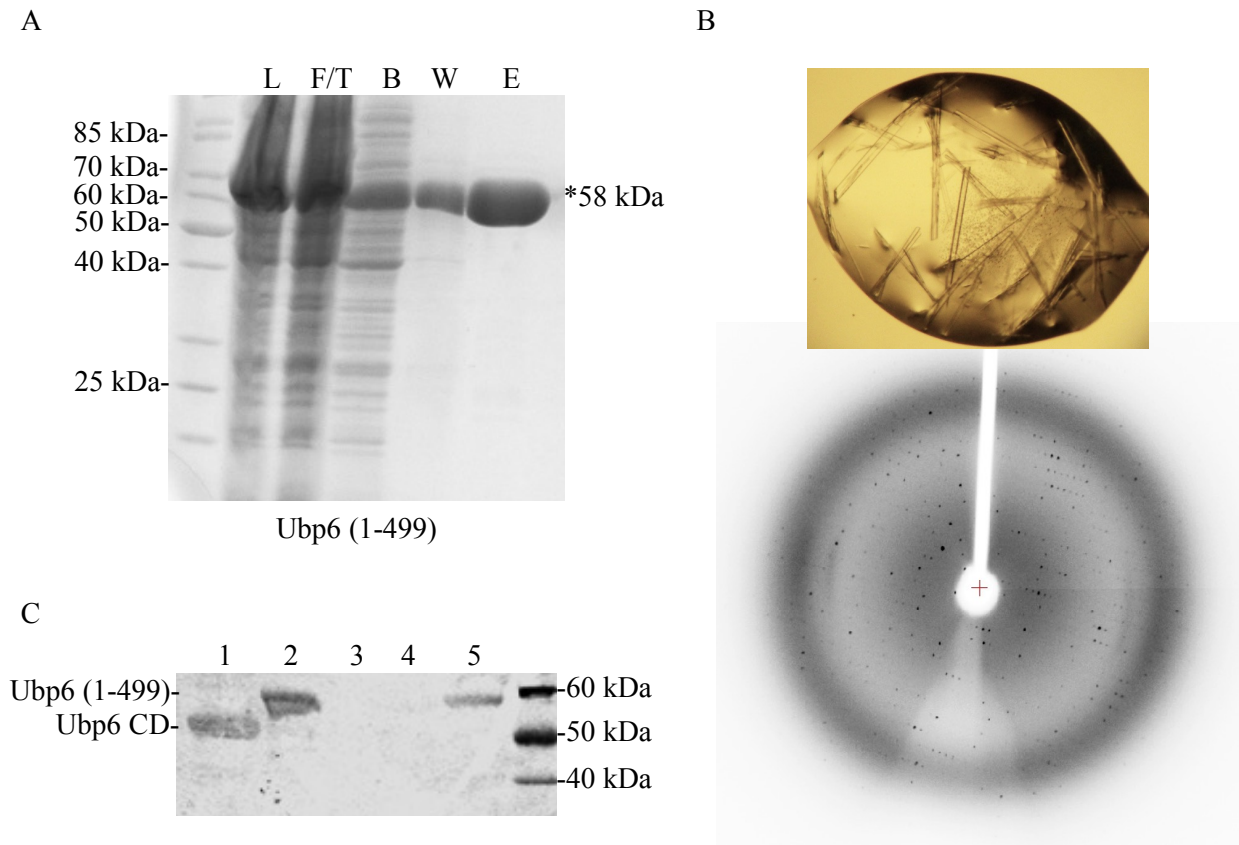 A
L F/T B W E
85 kDa-
70 kDa-
60 kDa-
50 kDa-
40 kDa-
25 kDa-
*58 kDa
Ubp6 (1-499)
B
C
1 2 3 4 5
Ubp6 (1-499)-
Ubp6 CD-
-60 kDa
-50 kDa
-40 kDa